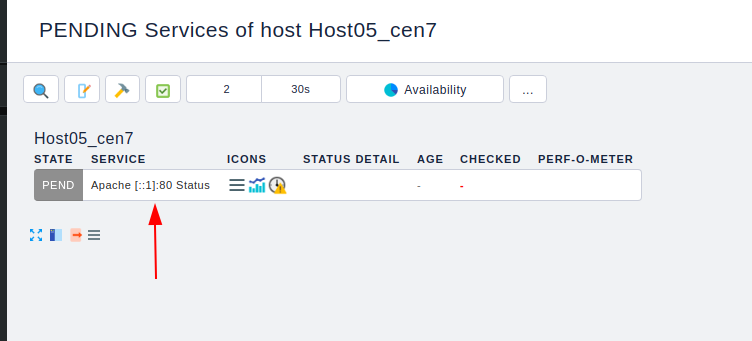 PENDING Services of host Host05_cen7
2 30s Availability ...
Host05_cen7
STATE SERVICE ICONS STATUS DETAIL AGE CHECKED PERF-O-METER
PEND Apache [::1]:80 Status - -